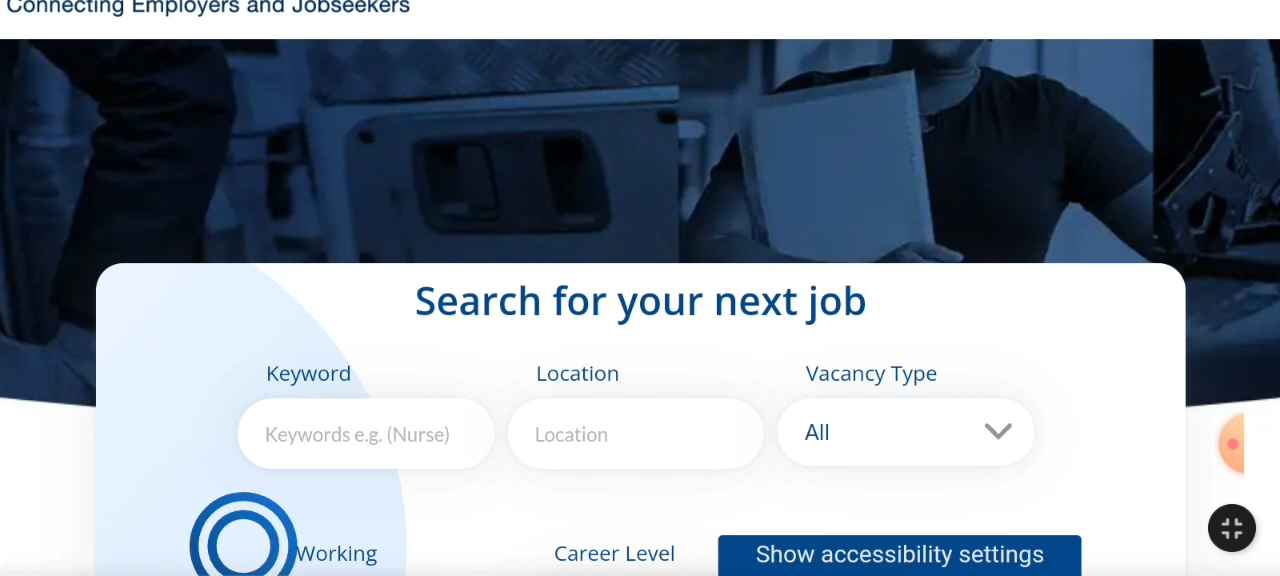 Connecting Employers and Jobseekers
Search for your next job
Keyword
Location
Vacancy Type
Keywords e.g. (Nurse)
Location
All
Working
Career Level
Show accessibility settings